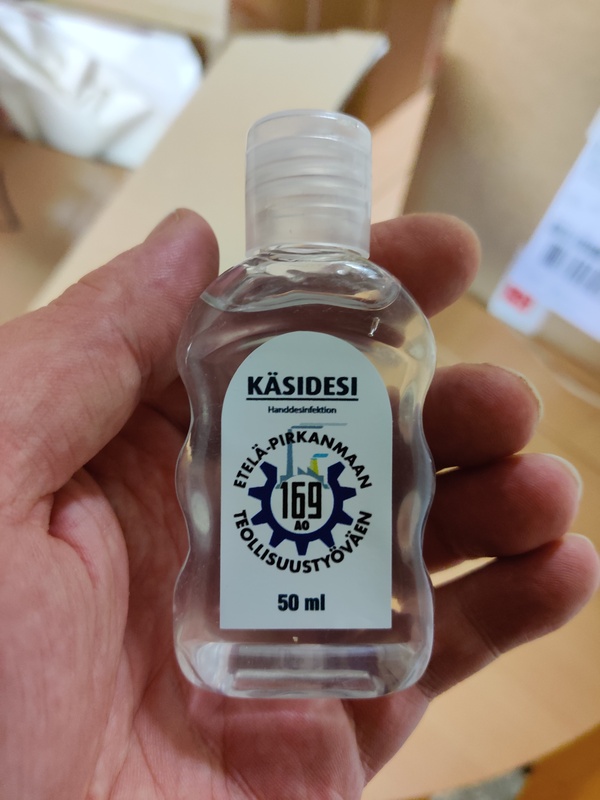 KÄSIDESI
Handdesinfektion
ETELÄ-PIRKANMAAN
169
AO
TEOLLISUUSTYÖVÄEN
50 ml